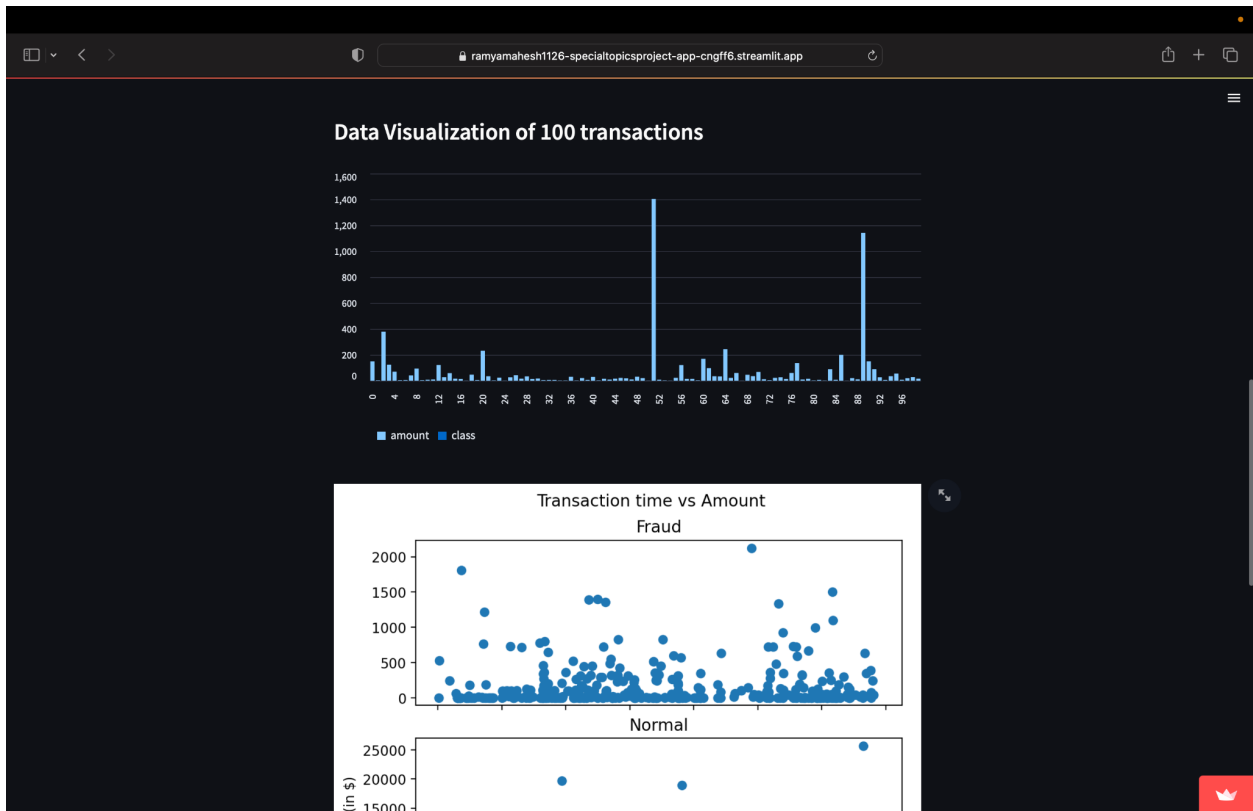 ramyamahesh1126-specialtopicsproject-app-cngff6.streamlit.app
Data Visualization of 100 transactions
1,600
1,400
1,200
1,000
800
600
400
200
0
0 4 8 12 16 20 24 28 32 36 40 44 48 52 56 60 64 68 72 76 80 84 88 92 96
amount class
Transaction time vs Amount
Fraud
2000
1500
1000
500
0
Normal
25000
20000
15000
(in $)